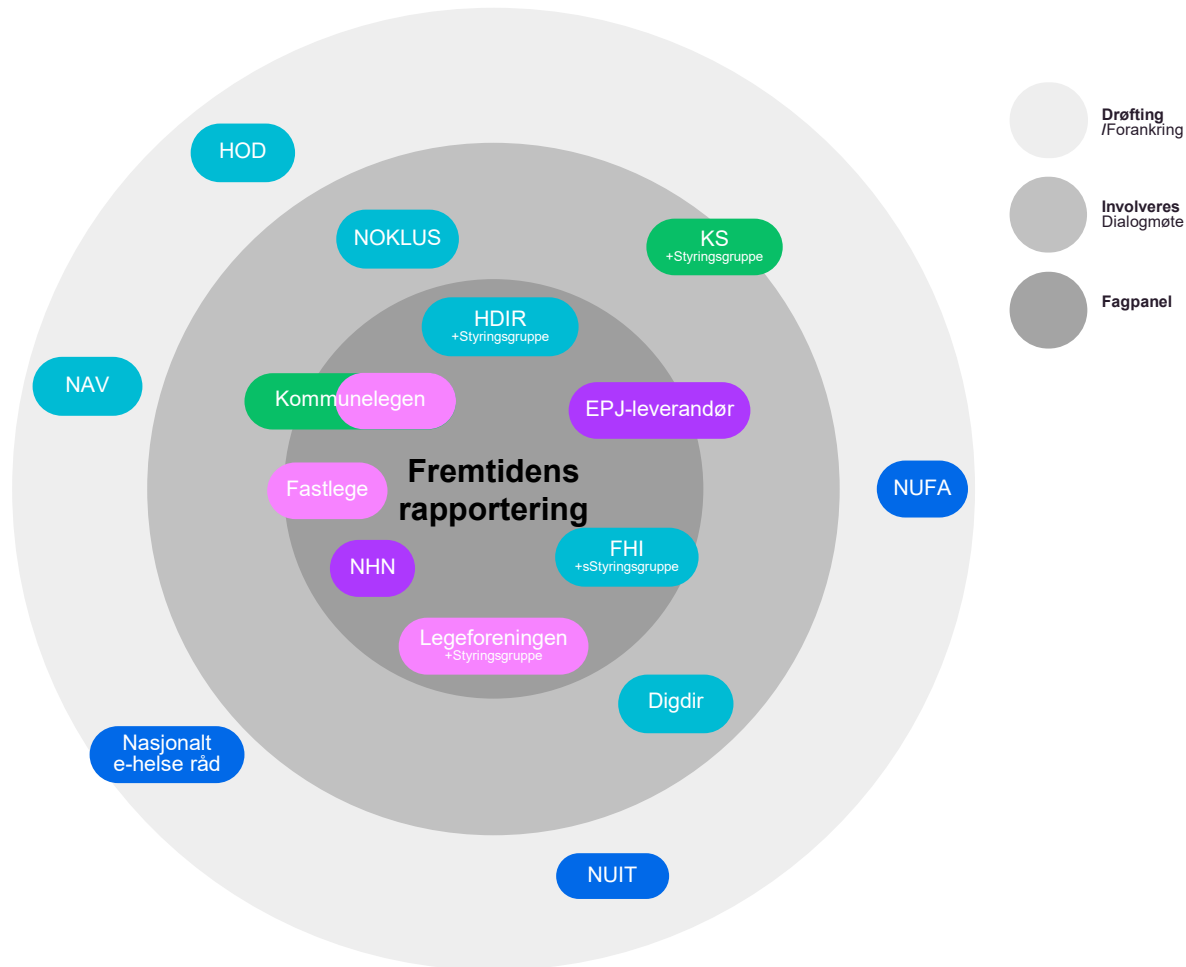 HOD
NOKLUS
KS
+Styringsgruppe
HDIR
+Styringsgruppe
NAV
Kommunelegen
EPJ-leverandør
Fremtidens
rapportering
Fastlege
NUFA
NHN
FHI
+sStyringsgruppe
Legeforeningen
+Styringsgruppe
Digdir
Nasjonalt
e-helse råd
NUIT
Drøfting
/Forankring
Involveres
Dialogmøte
Fagpanel